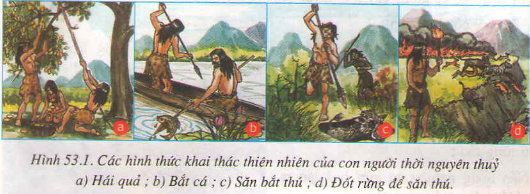 a
b
c
d
Hình 53.1. Các hình thức khai thác thiên nhiên của con người thời nguyên thuỷ
a) Hái quả ; b) Bắt cá ; c) Săn bắt thú ; d) Đốt rừng để săn thú.